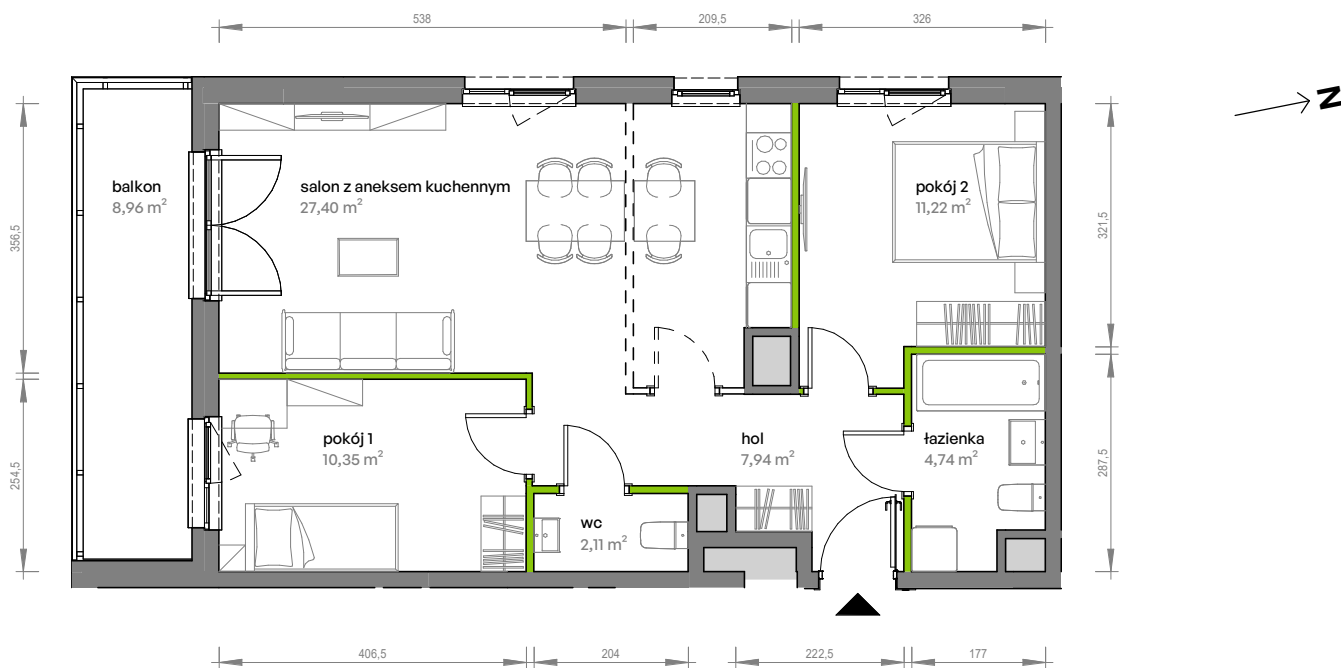 538
209,5
326
N
balkon
8,96 m²
salon z aneksem kuchennym
27,40 m²
pokój 2
11,22 m²
356,5
321,5
pokój 1
10,35 m²
hol
7,94 m²
łazienka
4,74 m²
254,5
287,5
wc
2,11 m²
406,5
204
222,5
177